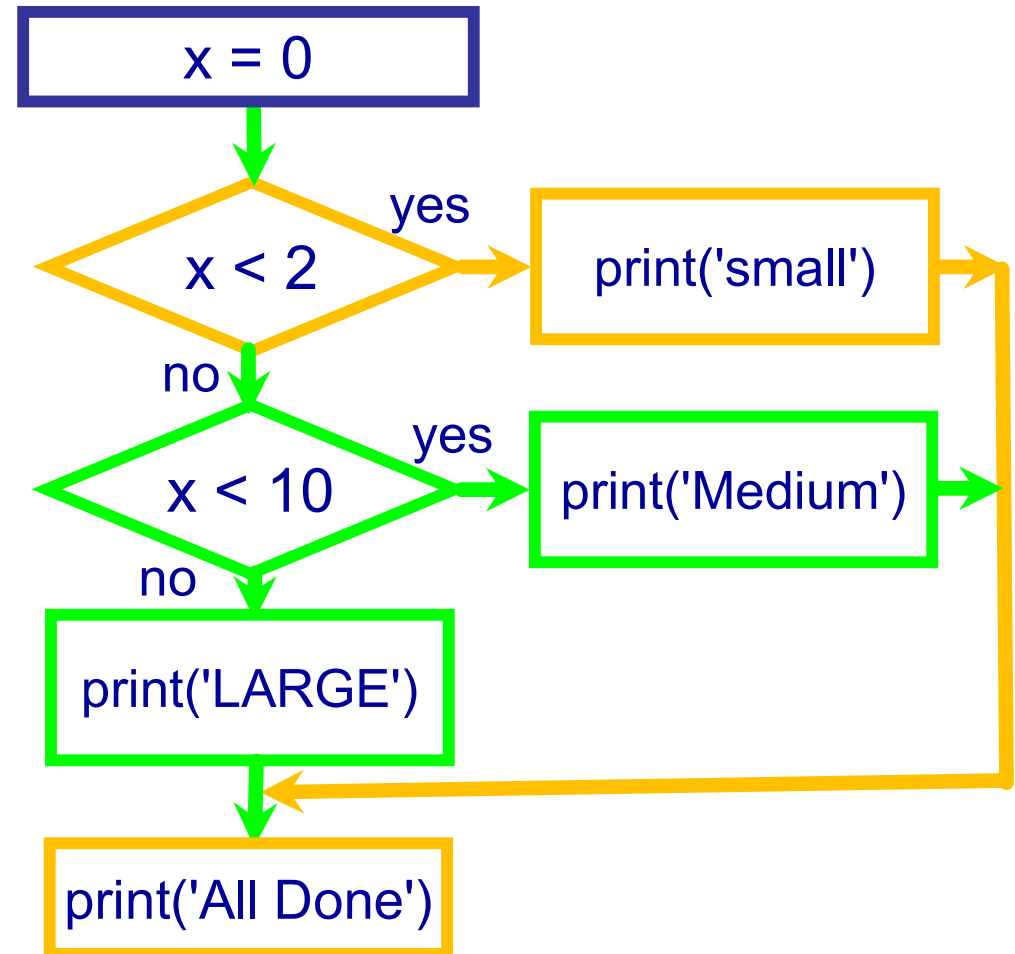 x = 0
yes
x < 2
print('small')
no
yes
x < 10
print('Medium')
no
print('LARGE')
print('All Done')